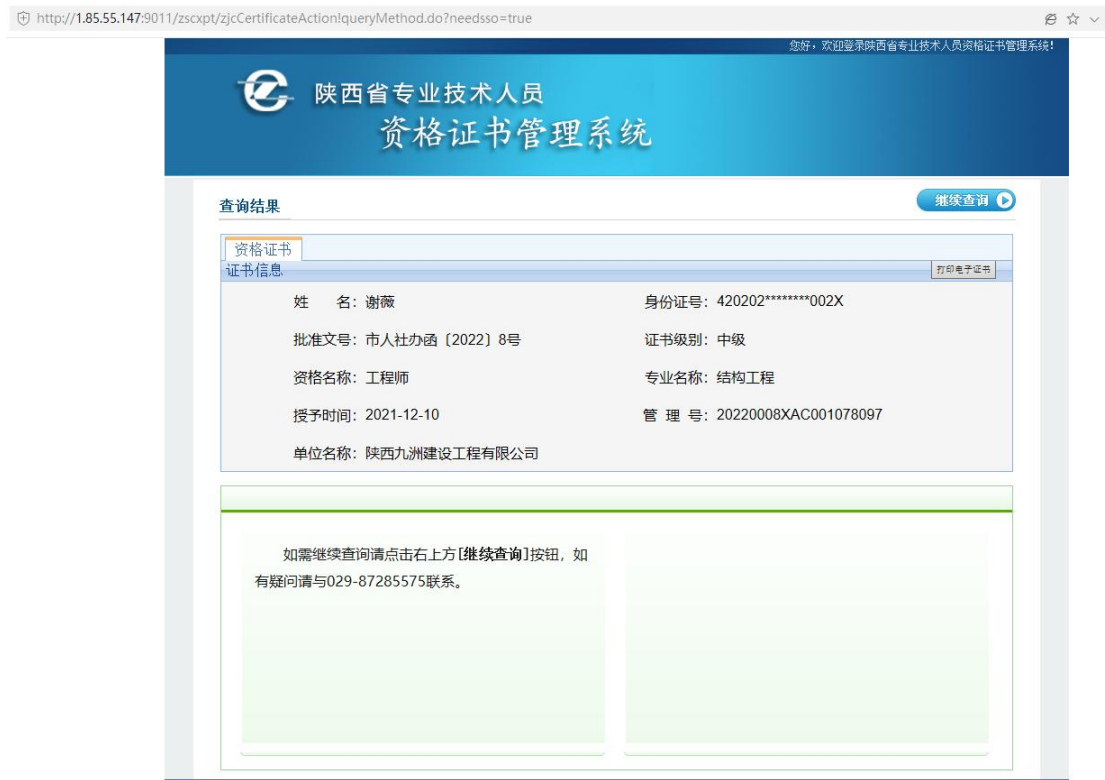 http://1.85.55.147:9011/zscxpt/zjcCertificateAction!queryMethod.do?needsso=true
您好，欢迎登录陕西省专业技术人员资格证书管理系统！
陕西省专业技术人员
资格证书管理系统
查询结果 继续查询
资格证书
证书信息 打印电子证书
姓 名：谢薇 身份证号：420202********002X
批准文号：市人社办函〔2022〕8号 证书级别：中级
资格名称：工程师 专业名称：结构工程
授予时间：2021-12-10 管 理 号：20220008XAC001078097
单位名称：陕西九洲建设工程有限公司
如需继续查询请点击右上方[继续查询]按钮，如
有疑问请与029-87285575联系。